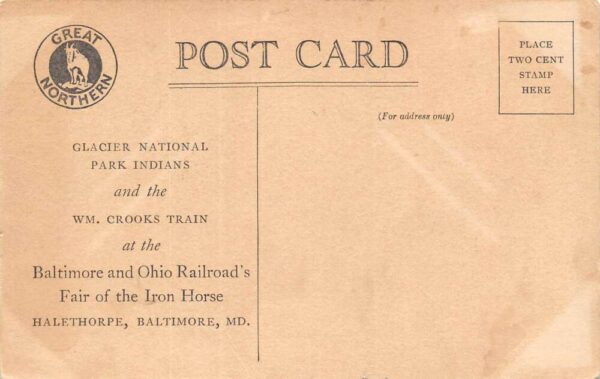 GREAT
NORTHERN
POST CARD
PLACE
TWO CENT
STAMP
HERE
(For address only)
GLACIER NATIONAL
PARK INDIANS
and the
WM. CROOKS TRAIN
at the
Baltimore and Ohio Railroad's
Fair of the Iron Horse
HALETHORPE, BALTIMORE, MD.